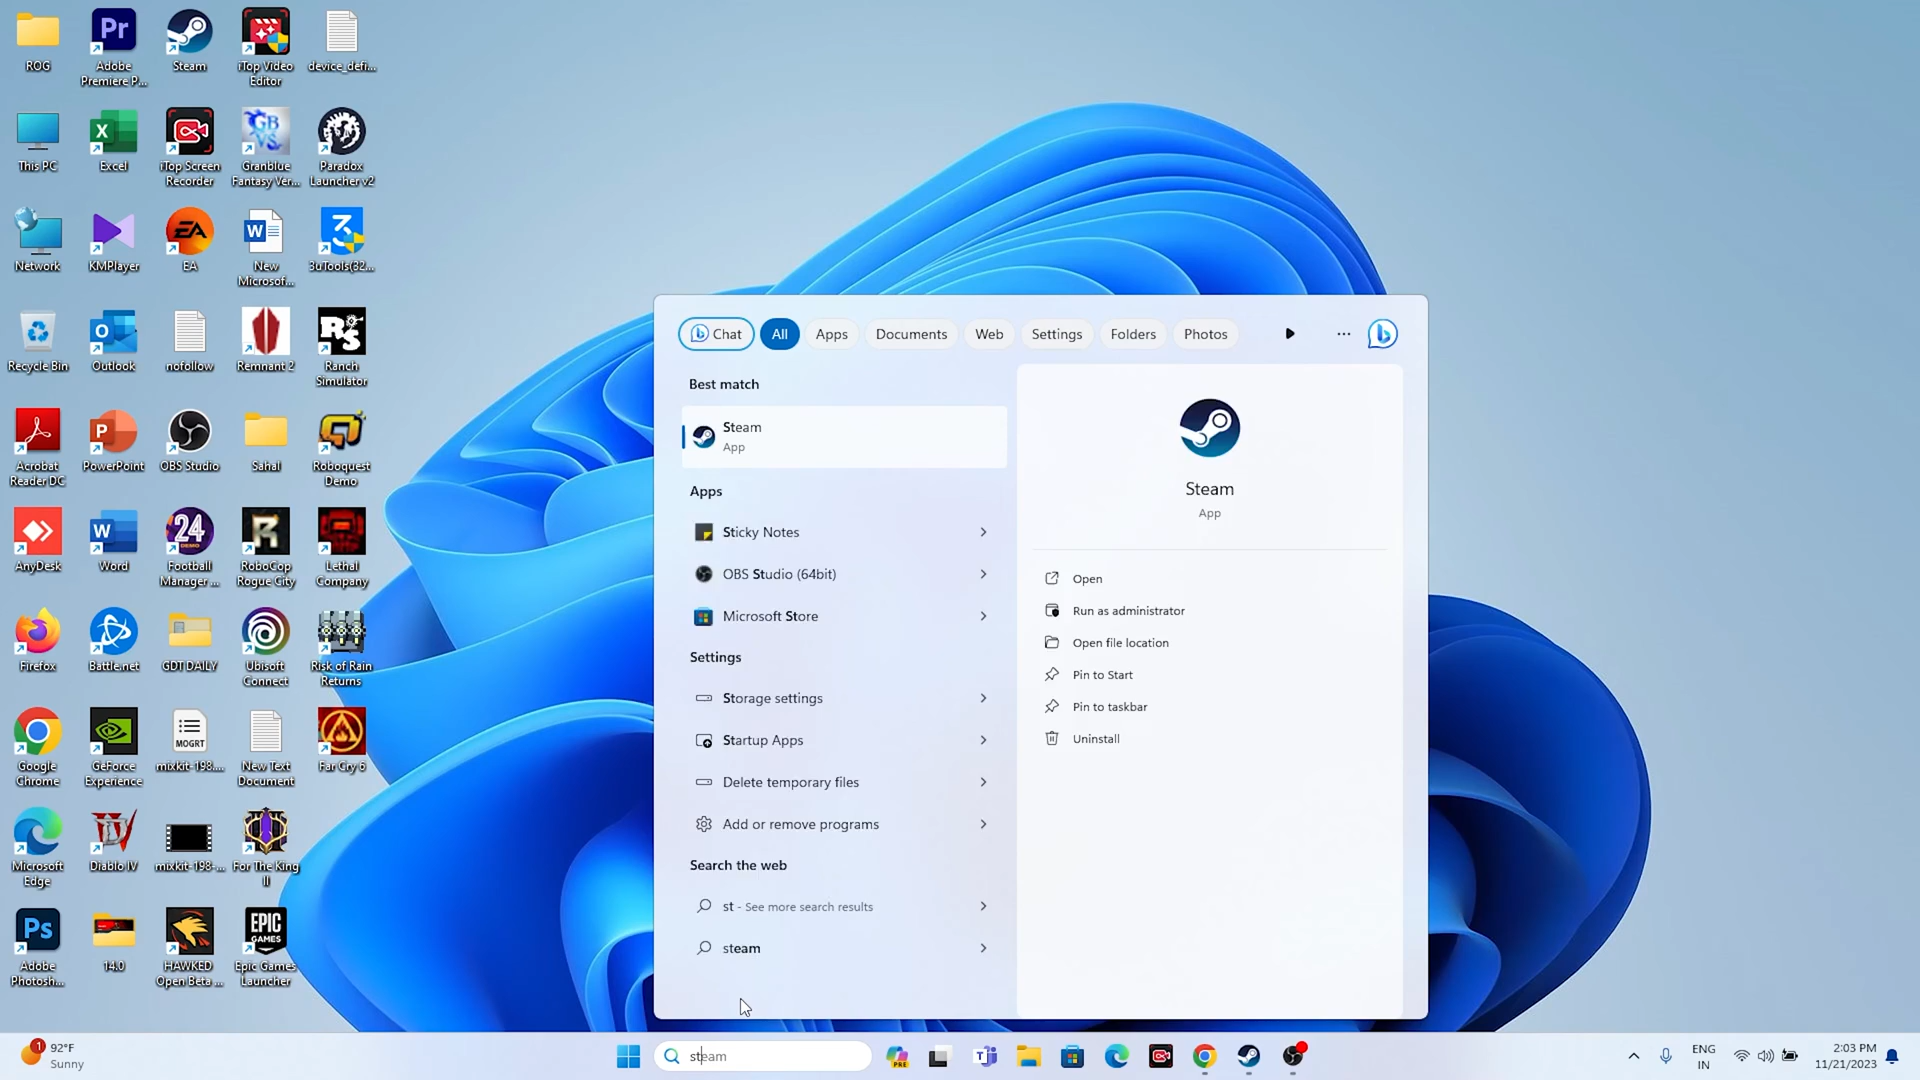 ROG
Adobe
Premiere P...
Steam
iTop Video
Editor
device_defi...
This PC
Excel
iTop Screen
Recorder
Granblue
Fantasy Ver...
Paradox
Launcher v2
Network
KMPlayer
EA
New
Microsof...
3uTools(32...
Recycle Bin
Outlook
nofollow
Remnant 2
Ranch
Simulator
Acrobat
Reader DC
PowerPoint
OBS Studio
Sahal
Roboquest
Demo
AnyDesk
Word
Football
Manager ...
RoboCop
Rogue City
Lethal
Company
Firefox
Battle.net
GDT DAILY
Ubisoft
Connect
Risk of Rain
Returns
Google
Chrome
GeForce
Experience
MOGRT
mixkit-198....
New Text
Document
Far Cry 6
Microsoft
Edge
Diablo IV
mixkit-198-...
For The King
II
Adobe
Photosh...
14.0
HAWKED
Open Beta ...
Epic Games
Launcher
Chat
All
Apps
Documents
Web
Settings
Folders
Photos
Best match
Steam
App
Apps
Sticky Notes
OBS Studio (64bit)
Microsoft Store
Settings
Storage settings
Startup Apps
Delete temporary files
Add or remove programs
Search the web
st - See more search results
steam
Steam
App
Open
Run as administrator
Open file location
Pin to Start
Pin to taskbar
Uninstall
1
92°F
Sunny
steam
PRE
ENG
IN
2:03 PM
11/21/2023